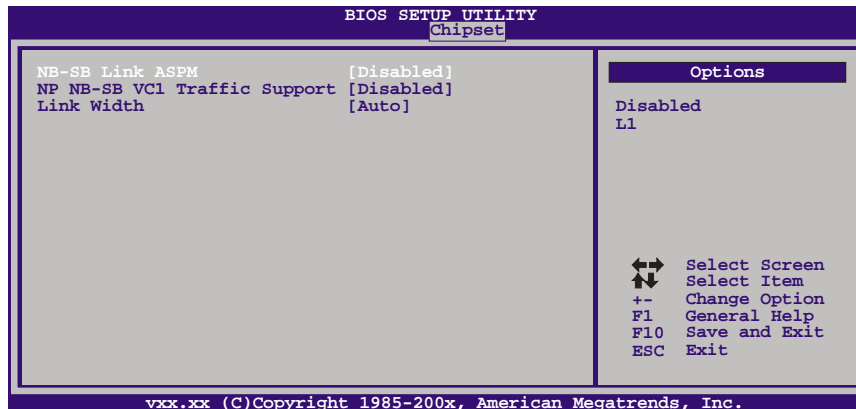 BIOS SETUP UTILITY
Chipset
NB-SB Link ASPM [Disabled]
NP NB-SB VC1 Traffic Support [Disabled]
Link Width [Auto]
Options
Disabled
L1
Select Screen
Select Item
+- Change Option
F1 General Help
F10 Save and Exit
ESC Exit
vxx.xx (C)Copyright 1985-200x, American Megatrends, Inc.